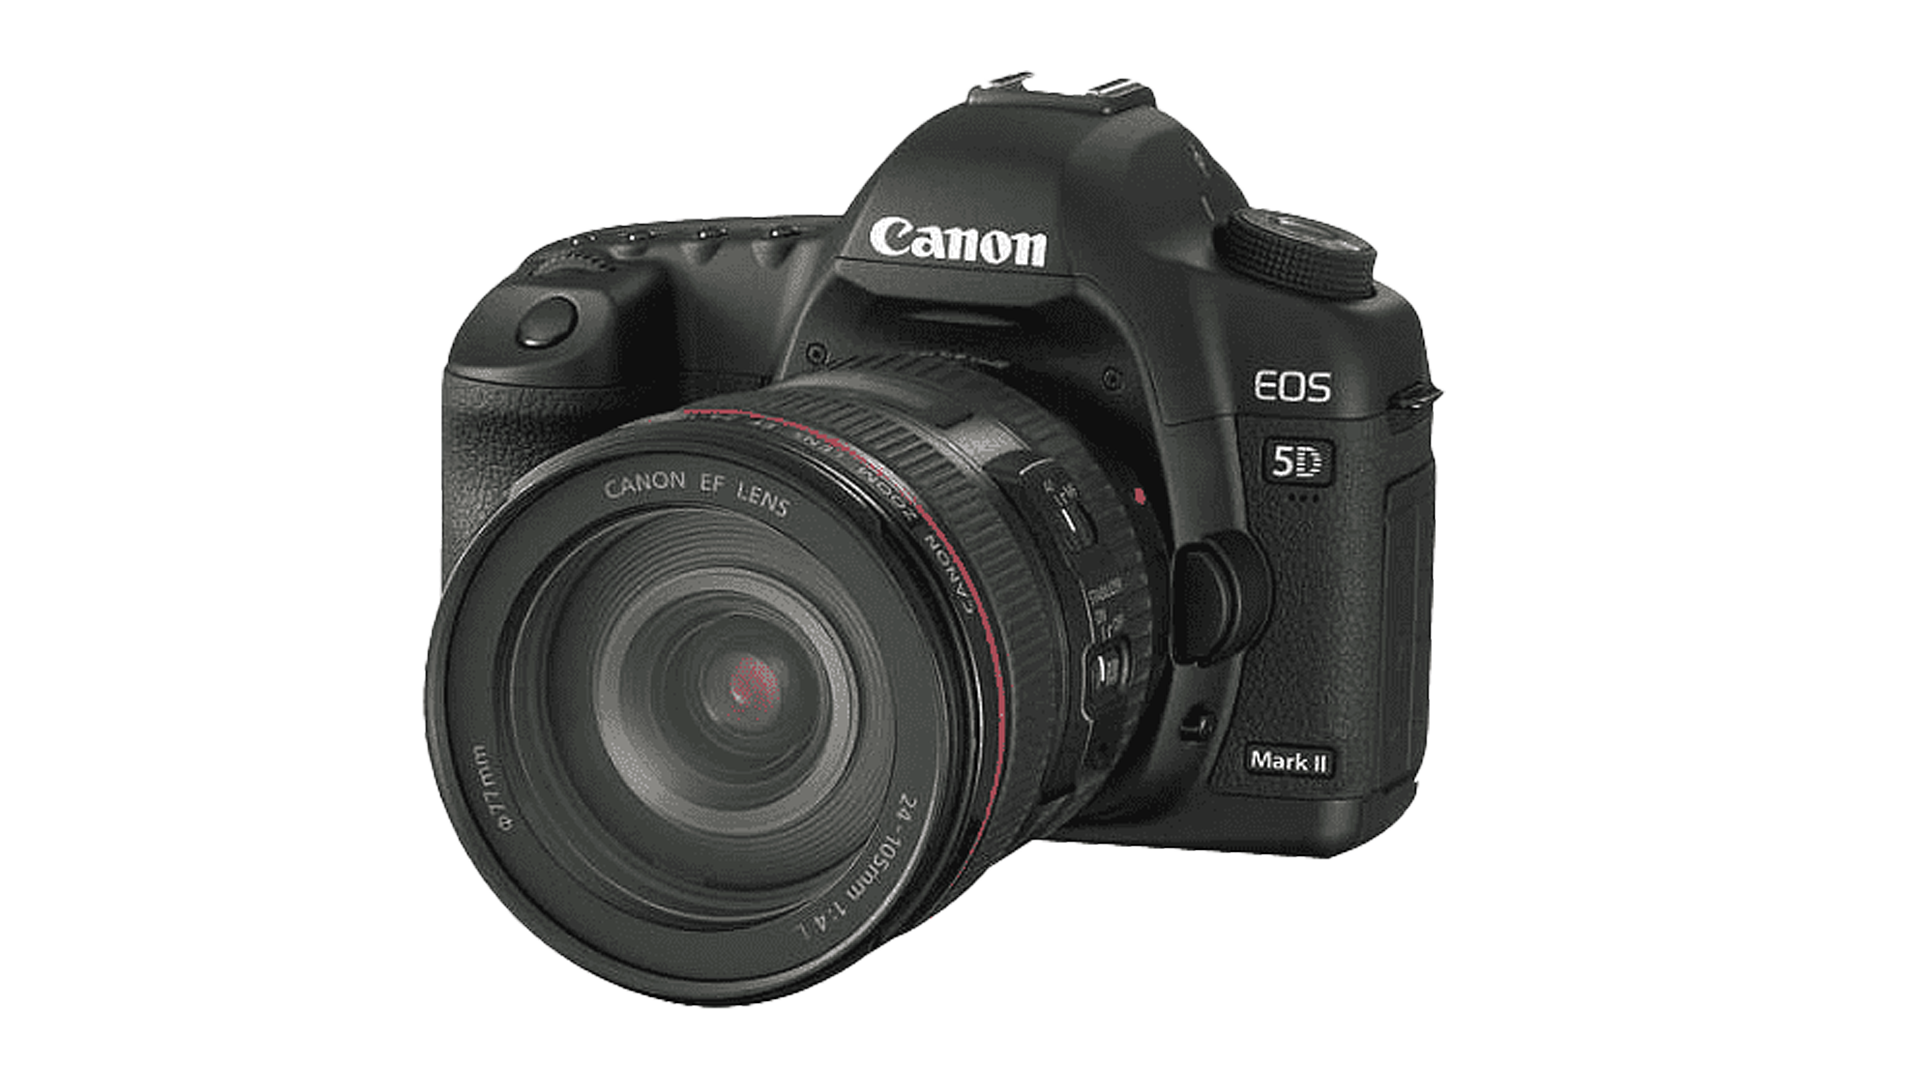 Canon
EOS
5D
Mark II
CANON EF LENS
24-105mm 1:4 L
φ77mm
CANON ZOOM LENS EF